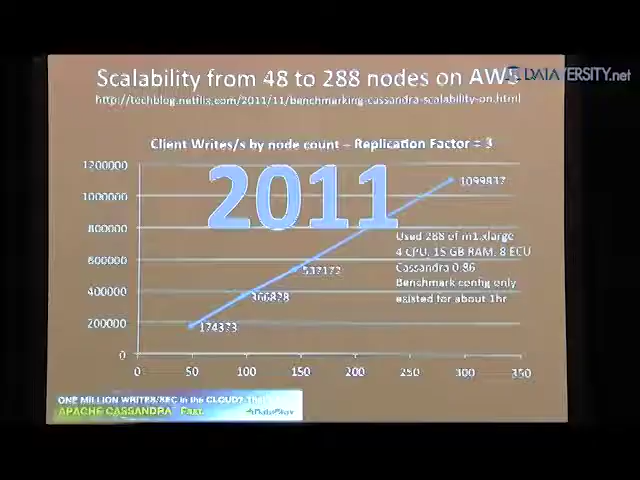 DATAVERSITY.net
Scalability from 48 to 288 nodes on AWS
http://techblog.netflix.com/2011/11/benchmarking-cassandra-scalability-on.html
Client Writes/s by node count – Replication Factor = 3
2011
1200000
1000000
800000
600000
400000
200000
0
174373
366828
537172
1099837
Used 288 of m1.xlarge
4 CPU, 15 GB RAM, 8 ECU
Cassandra 0.86
Benchmark config only
existed for about 1hr
0 50 100 150 200 250 300 350
ONE MILLION WRITES/SEC in the CLOUD?
APACHE CASSANDRA Fast.
DataStax